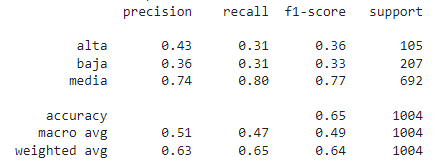 precision recall f1-score support
alta 0.43 0.31 0.36 105
baja 0.36 0.31 0.33 207
media 0.74 0.80 0.77 692
accuracy 0.65 1004
macro avg 0.51 0.47 0.49 1004
weighted avg 0.63 0.65 0.64 1004